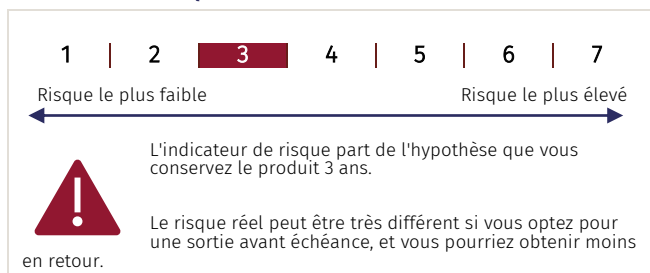 1 2 3 4 5 6 7
Risque le plus faible Risque le plus élevé
L'indicateur de risque part de l'hypothèse que vous
conservez le produit 3 ans.
Le risque réel peut être très différent si vous optez pour
une sortie avant échéance, et vous pourriez obtenir moins
en retour.